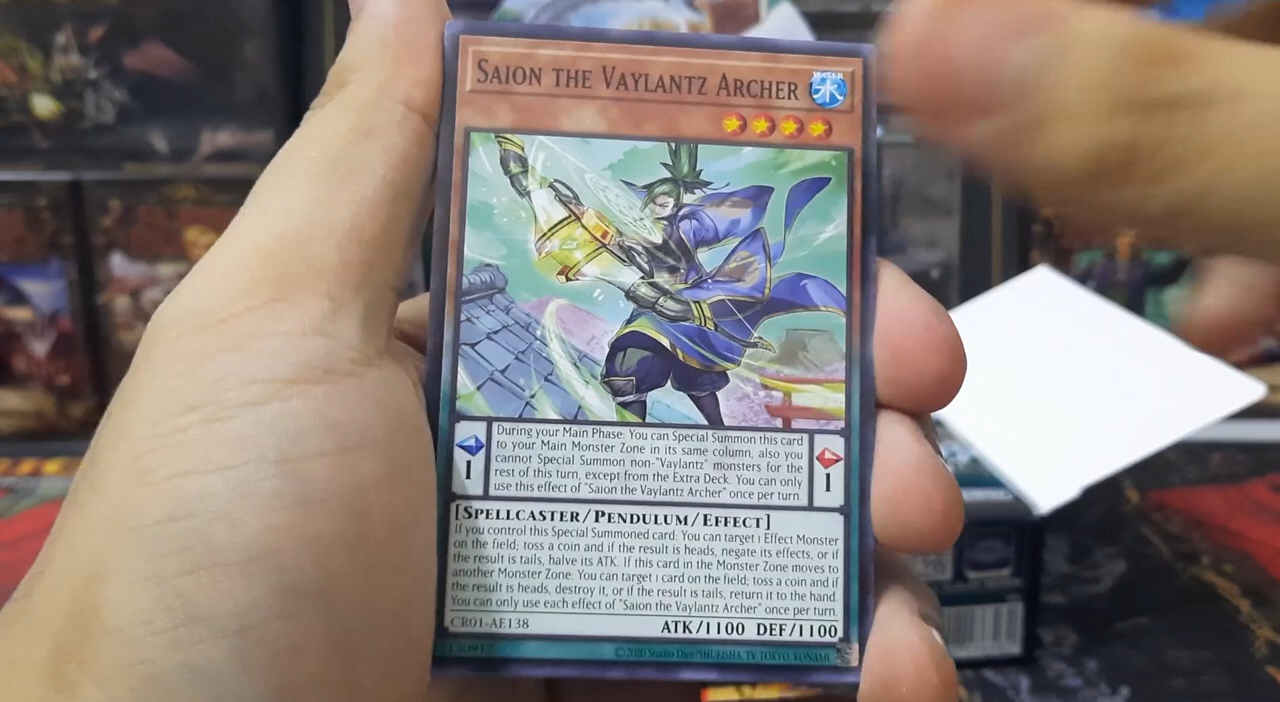 SAION THE VAYLANTZ ARCHER
WATER
水
During your Main Phase: You can Special Summon this card
to your Main Monster Zone in its same column, also you
cannot Special Summon non-"Vaylantz" monsters for the
rest of this turn, except from the Extra Deck. You can only
use this effect of "Saion the Vaylantz Archer" once per turn.
1
1
[SPELLCASTER/PENDULUM/EFFECT]
If you control this Special Summoned card: You can target 1 Effect Monster
on the field; toss a coin and if the result is heads, negate its effects, or if
the result is tails, halve its ATK. If this card in the Monster Zone moves to
another Monster Zone: You can target 1 card on the field; toss a coin and if
the result is heads, destroy it, or if the result is tails, return it to the hand.
You can only use each effect of "Saion the Vaylantz Archer" once per turn.
CR01-AE138
ATK/1100 DEF/1100
©2020 Studio Dice/SHUEISHA, TV TOKYO, KONAMI